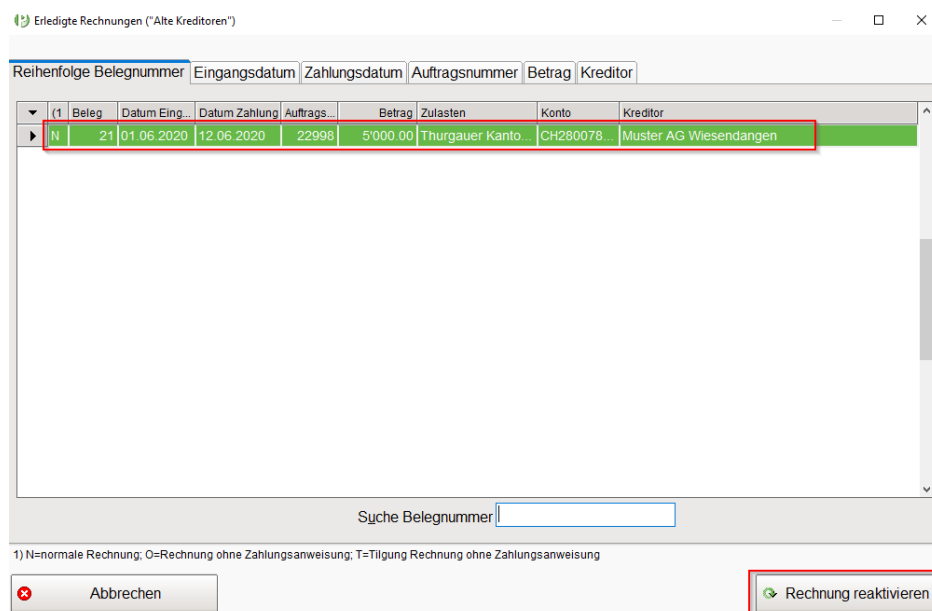 Erledigte Rechnungen ("Alte Kreditoren")
Reihenfolge Belegnummer Eingangsdatum Zahlungsdatum Auftragsnummer Betrag Kreditor
(1 Beleg Datum Eing... Datum Zahlung Auftrags... Betrag Zulasten Konto Kreditor
N 21 01.06.2020 12.06.2020 22998 5'000.00 Thurgauer Kanto... CH280078... Muster AG Wiesendangen
Suche Belegnummer
1) N=normale Rechnung; O=Rechnung ohne Zahlungsanweisung; T=Tilgung Rechnung ohne Zahlungsanweisung
Abbrechen Rechnung reaktivieren